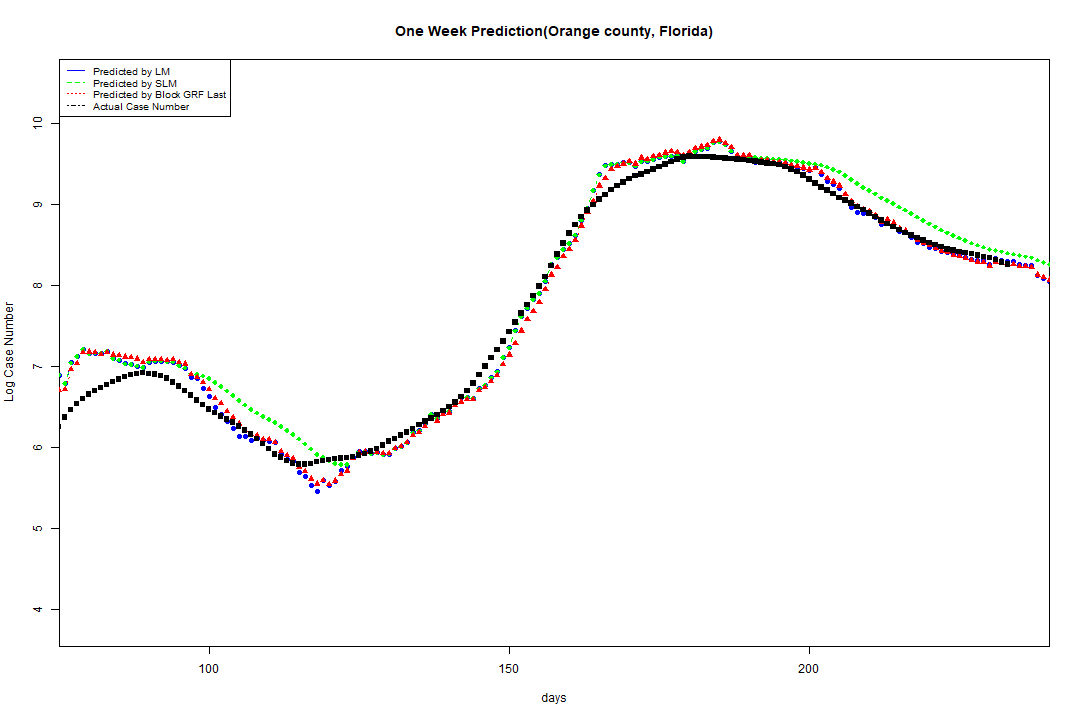 One Week Prediction(Orange county, Florida)
Predicted by LM
Predicted by SLM
Predicted by Block GRF Last
Actual Case Number
10
9
8
7
6
5
4
Log Case Number
100 150 200
days